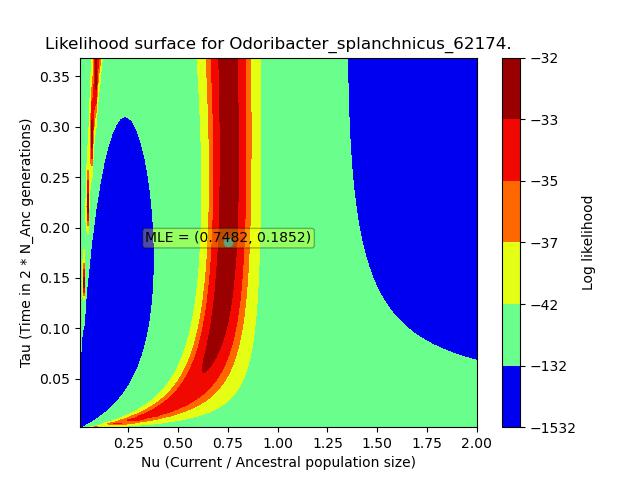 Likelihood surface for Odoribacter_splanchnicus_62174.
Tau (Time in 2 * N_Anc generations)
0.35
0.30
0.25
0.20
0.15
0.10
0.05
MLE = (0.7482, 0.1852)
0.25 0.50 0.75 1.00 1.25 1.50 1.75 2.00
Nu (Current / Ancestral population size)
−32
−33
−35
−37
−42
−132
−1532
Log likelihood